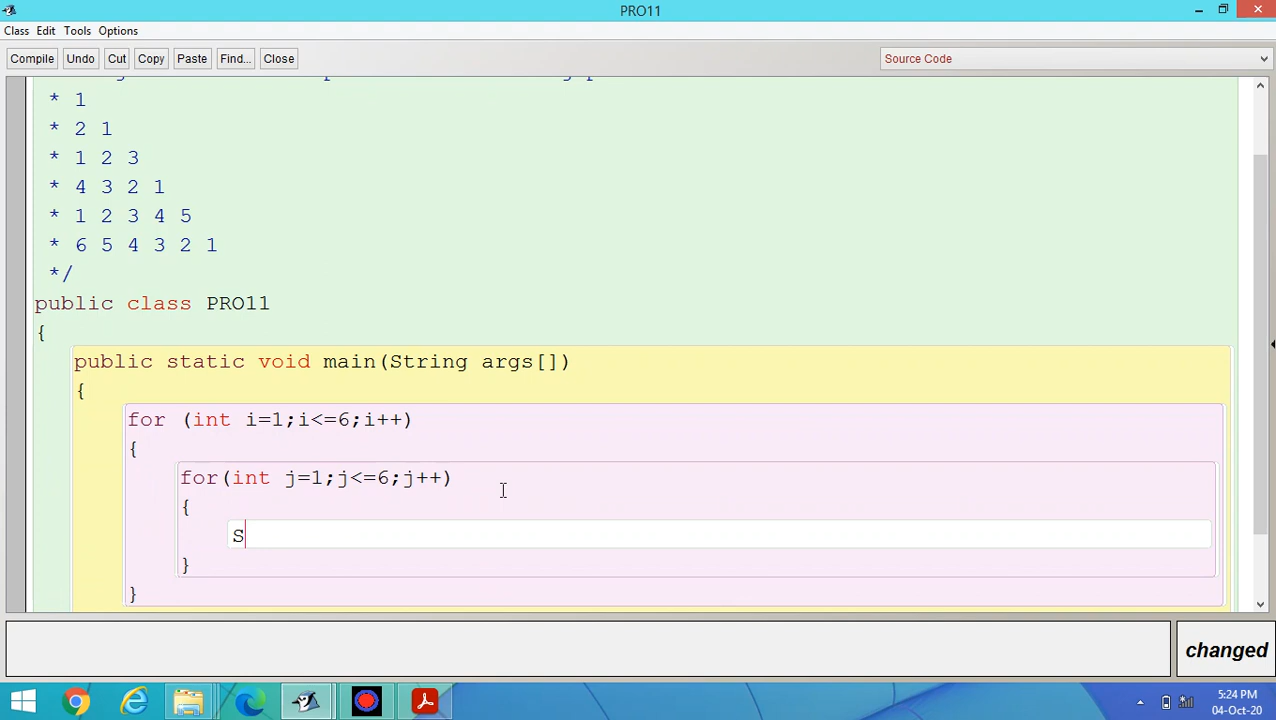 PRO11
Class Edit Tools Options
Compile Undo Cut Copy Paste Find... Close Source Code
* 1
* 2 1
* 1 2 3
* 4 3 2 1
* 1 2 3 4 5
* 6 5 4 3 2 1
*/
public class PRO11
{
public static void main(String args[])
{
for (int i=1;i<=6;i++)
{
for(int j=1;j<=6;j++)
{
S
}
}
changed
5:24 PM
04-Oct-20